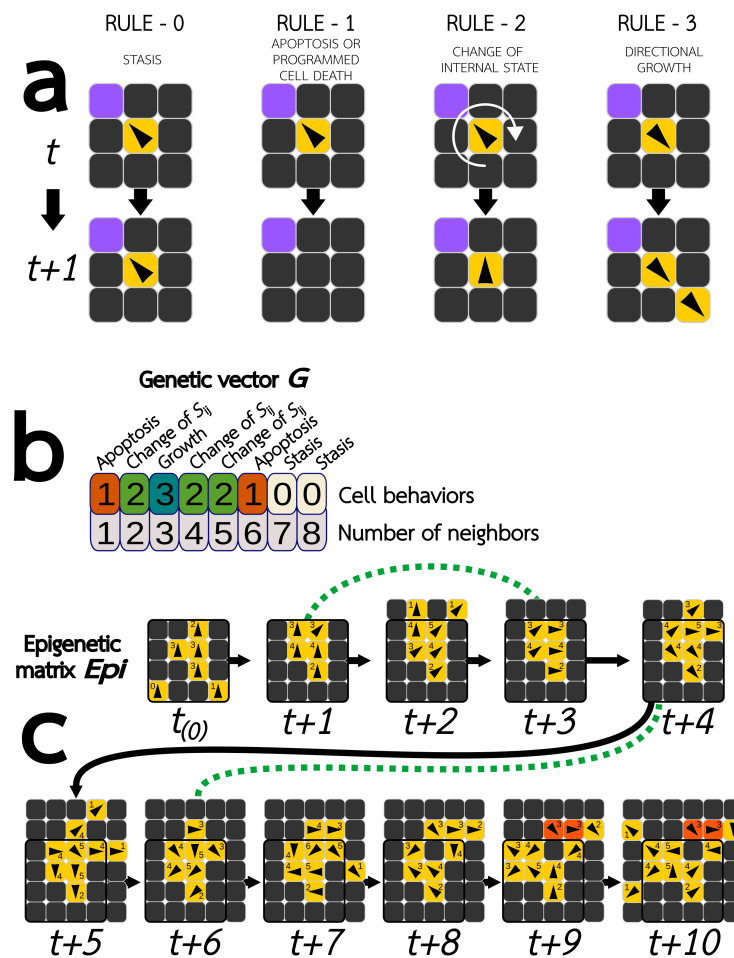 RULE - 0
RULE - 1
RULE - 2
RULE - 3
STASIS
APOPTOSIS OR
PROGRAMMED
CELL DEATH
CHANGE OF
INTERNAL STATE
DIRECTIONAL
GROWTH
a
t
t+1
Genetic vector G
b
Apoptosis
Change of Sij
Growth
Change of Sij
Change of Sij
Apoptosis
Stasis
Stasis
1 2 3 2 2 1 0 0
Cell behaviors
1 2 3 4 5 6 7 8
Number of neighbors
Epigenetic
matrix Epi
t(0)
t+1
t+2
t+3
t+4
c
t+5
t+6
t+7
t+8
t+9
t+10